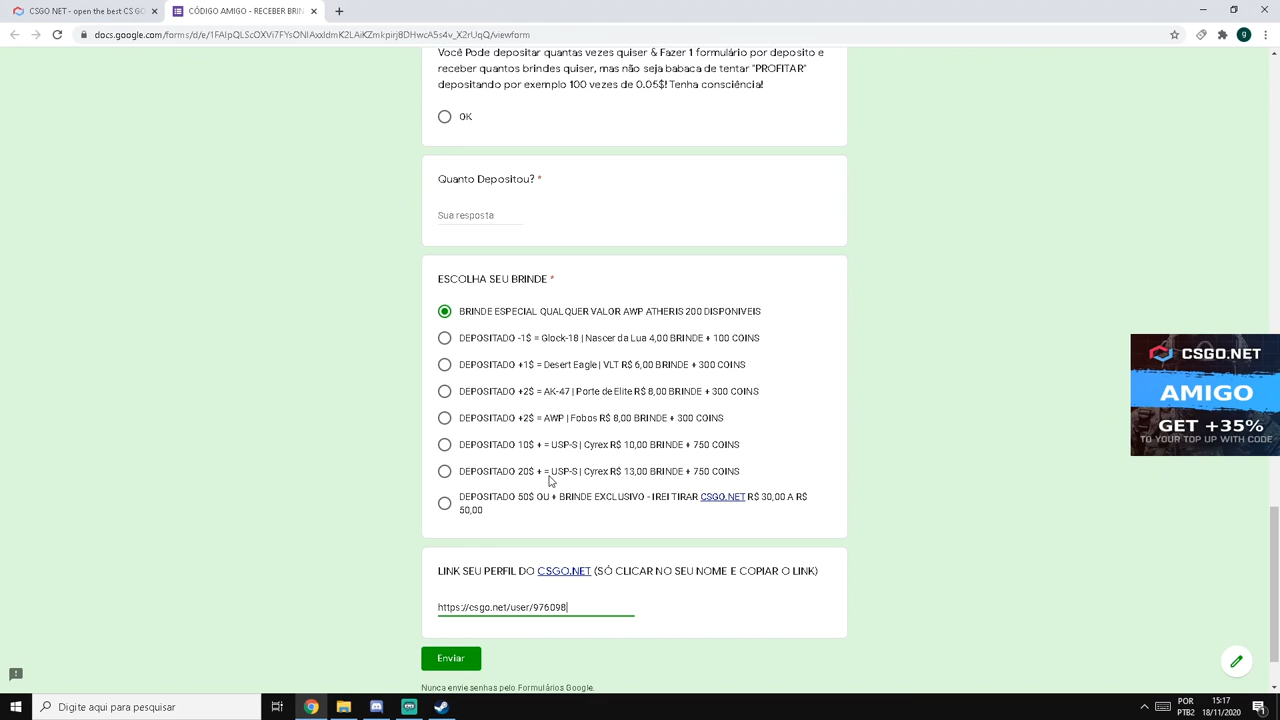 CSGO.NET - open the best CS GO
CÓDIGO AMIGO - RECEBER BRIN
docs.google.com/forms/d/e/1FAIpQLScOXVi7FYsONIAxxldmK2LAiKZmkpirj8DHwcA5s4v_X2rUqQ/viewform
g
Você Pode depositar quantas vezes quiser & Fazer 1 formulário por deposito e
receber quantos brindes quiser, mas não seja babaca de tentar "PROFITAR"
depositando por exemplo 100 vezes de 0.05$! Tenha consciência!
OK
Quanto Depositou? *
Sua resposta
ESCOLHA SEU BRINDE *
BRINDE ESPECIAL QUALQUER VALOR AWP ATHERIS 200 DISPONIVEIS
DEPOSITADO -1$ = Glock-18 | Nascer da Lua 4,00 BRINDE + 100 COINS
DEPOSITADO +1$ = Desert Eagle | VLT R$ 6,00 BRINDE + 300 COINS
DEPOSITADO +2$ = AK-47 | Porte de Elite R$ 8,00 BRINDE + 300 COINS
DEPOSITADO +2$ = AWP | Fobos R$ 8,00 BRINDE + 300 COINS
DEPOSITADO 10$ + = USP-S | Cyrex R$ 10,00 BRINDE + 750 COINS
DEPOSITADO 20$ + = USP-S | Cyrex R$ 13,00 BRINDE + 750 COINS
DEPOSITADO 50$ OU + BRINDE EXCLUSIVO - IREI TIRAR CSGO.NET R$ 30,00 A R$
50,00
CSGO.NET
AMIGO
GET +35%
TO YOUR TOP UP WITH CODE
LINK SEU PERFIL DO CSGO.NET (SÓ CLICAR NO SEU NOME E COPIAR O LINK)
https://csgo.net/user/976098
Enviar
Nunca envie senhas pelo Formulários Google.
Digite aqui para pesquisar
POR
PTB2
15:17
18/11/2020
1